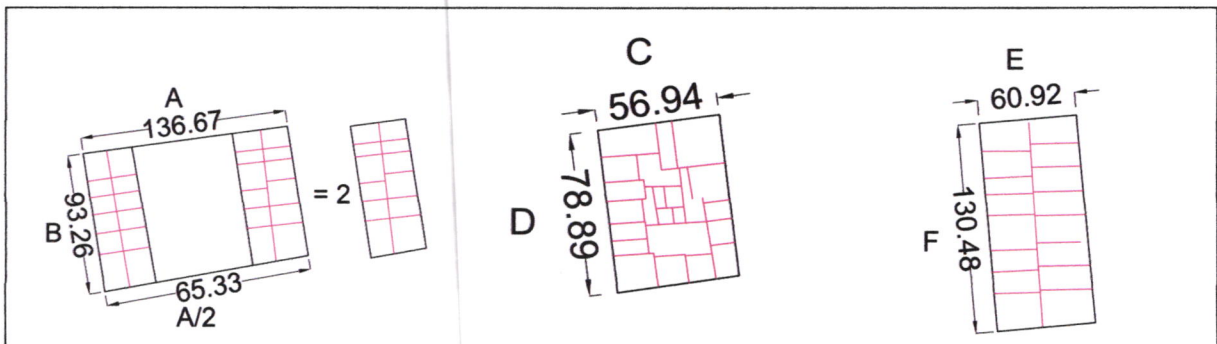 A
136.67
B
93.26
65.33
A/2
= 2
C
56.94
D
78.89
E
60.92
F
130.48